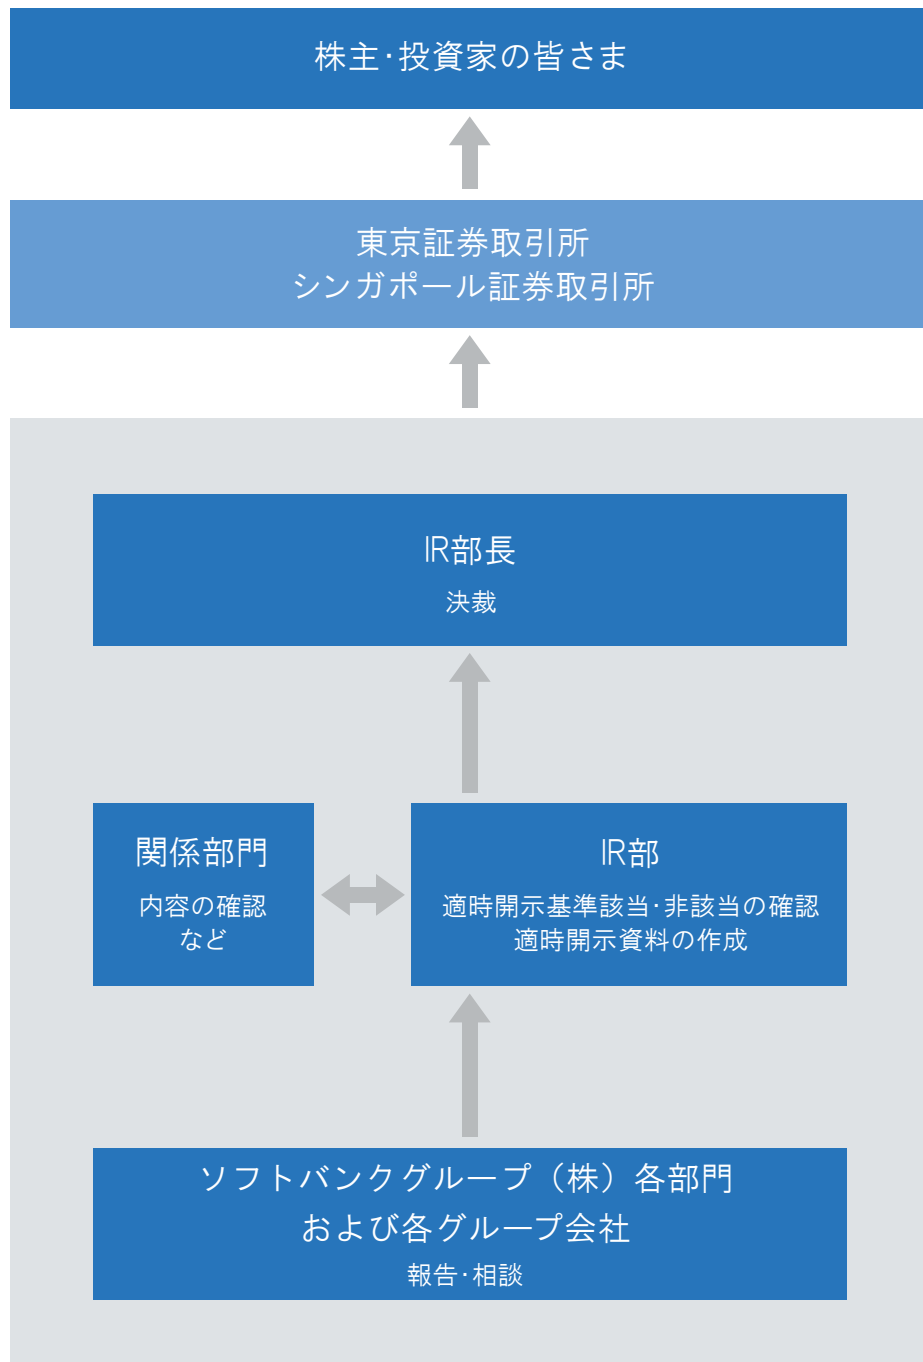 株主・投資家の皆さま
東京証券取引所
シンガポール証券取引所
IR部長
決裁
関係部門
内容の確認
など
IR部
適時開示基準該当・非該当の確認
適時開示資料の作成
ソフトバンクグループ（株）各部門
および各グループ会社
報告・相談